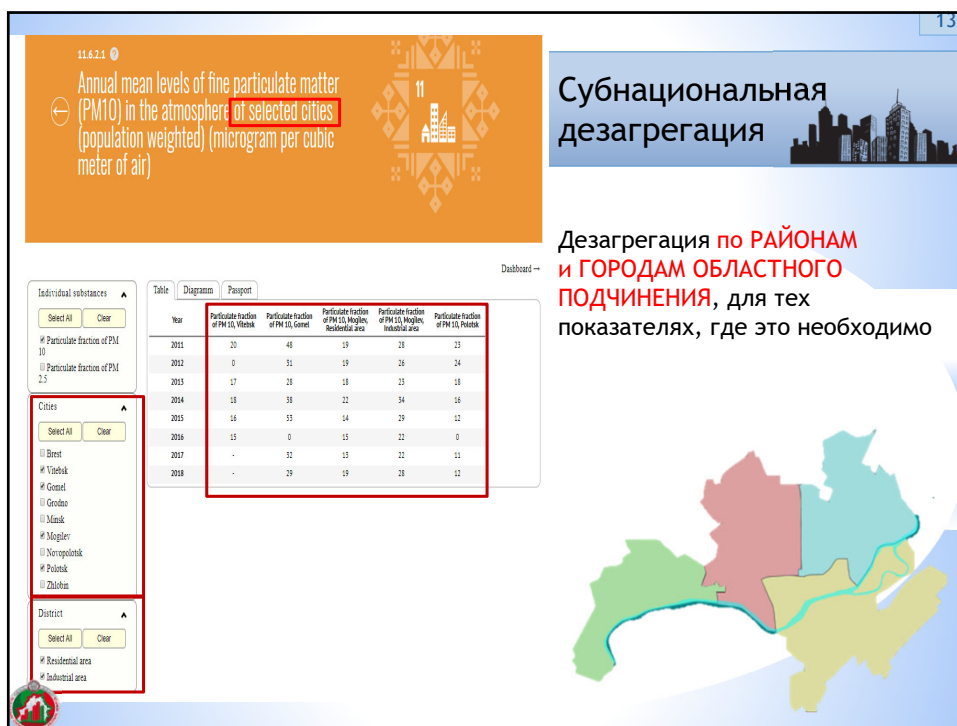 13
11.6.2.1 ?
Annual mean levels of fine particulate matter
(PM10) in the atmosphere of selected cities
(population weighted) (microgram per cubic
meter of air)
11
Субнациональная
дезагрегация
Дезагрегация по РАЙОНАМ
и ГОРОДАМ ОБЛАСТНОГО
ПОДЧИНЕНИЯ, для тех
показателях, где это необходимо
Dashboard →
Individual substances
Select All Clear
Particulate fraction of PM
10
Particulate fraction of PM
2.5
Cities
Select All Clear
Brest
Vitebsk
Gomel
Grodno
Minsk
Mogilev
Novopolotsk
Polotsk
Zhlobin
District
Select All Clear
Residential area
Industrial area
Table Diagramm Passport
Year Particulate fraction of PM 10, Vitebsk Particulate fraction of PM 10, Gomel Particulate fraction of PM 10, Mogilev, Residential area Particulate fraction of PM 10, Mogilev, Industrial area Particulate fraction of PM 10, Polotsk
2011 20 48 19 28 23
2012 0 51 19 26 24
2013 17 28 18 23 18
2014 18 38 22 34 16
2015 16 53 14 29 12
2016 15 0 15 22 0
2017 - 32 13 22 11
2018 - 29 19 28 12